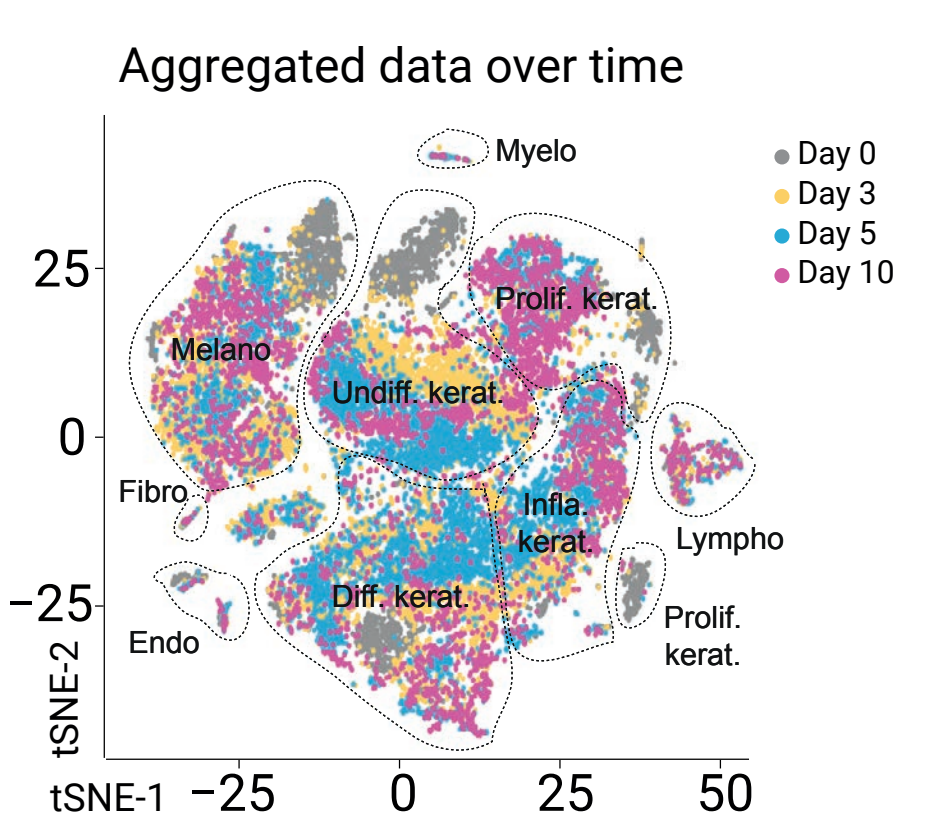 Aggregated data over time
Myelo
Day 0
Day 3
Day 5
Day 10
25
Prolif. kerat.
Melano
Undiff. kerat.
0
Fibro
Infla.
kerat.
Lympho
−25
Diff. kerat.
Endo
Prolif.
kerat.
tSNE-2
tSNE-1
−25
0
25
50